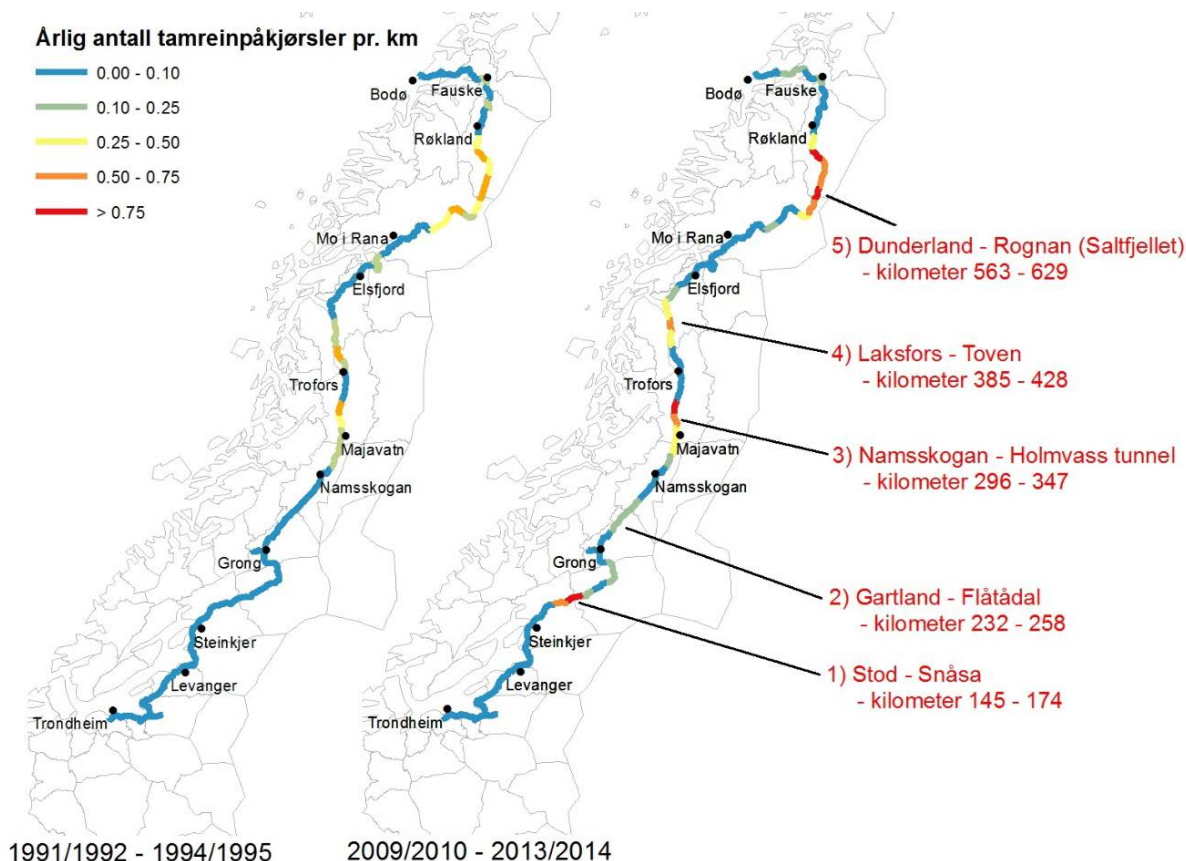 Årlig antall tamreinpåkjørsler pr. km
0.00 - 0.10
0.10 - 0.25
0.25 - 0.50
0.50 - 0.75
> 0.75
Bodø
Fauske
Røkland
Mo i Rana
Elsfjord
Trofors
Majavatn
Namsskogan
Grong
Steinkjer
Levanger
Trondheim
1991/1992 - 1994/1995
Bodø
Fauske
Røkland
Mo i Rana
Elsfjord
Trofors
Majavatn
Namsskogan
Grong
Steinkjer
Levanger
Trondheim
2009/2010 - 2013/2014
5) Dunderland - Rognan (Saltfjellet)
- kilometer 563 - 629
4) Laksfors - Toven
- kilometer 385 - 428
3) Namsskogan - Holmvass tunnel
- kilometer 296 - 347
2) Gartland - Flåtådal
- kilometer 232 - 258
1) Stod - Snåsa
- kilometer 145 - 174